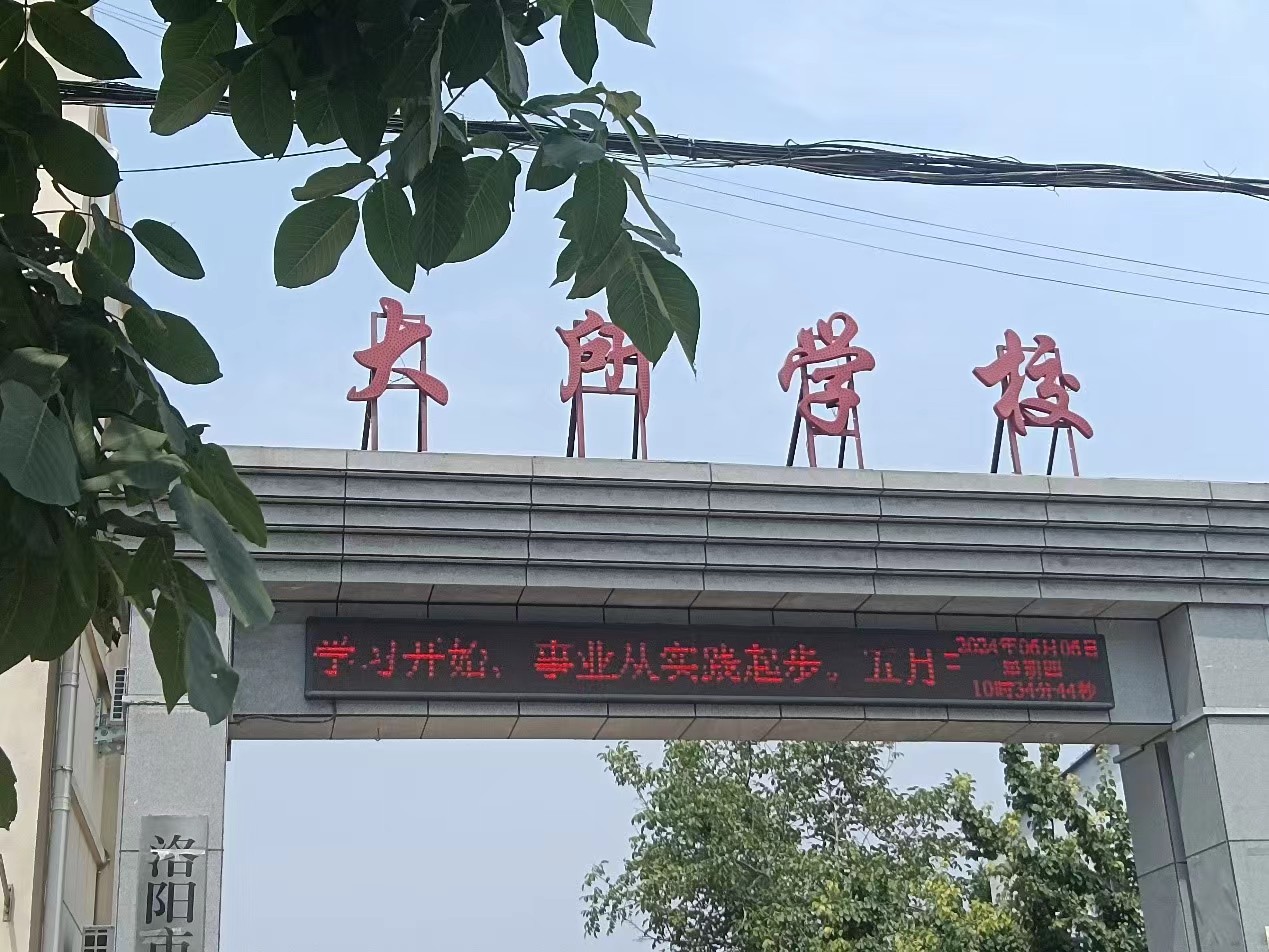 大所学校
学习开始、事业从实践起步。五月
2024年06月06日
星期四
10时34分44秒
洛阳市